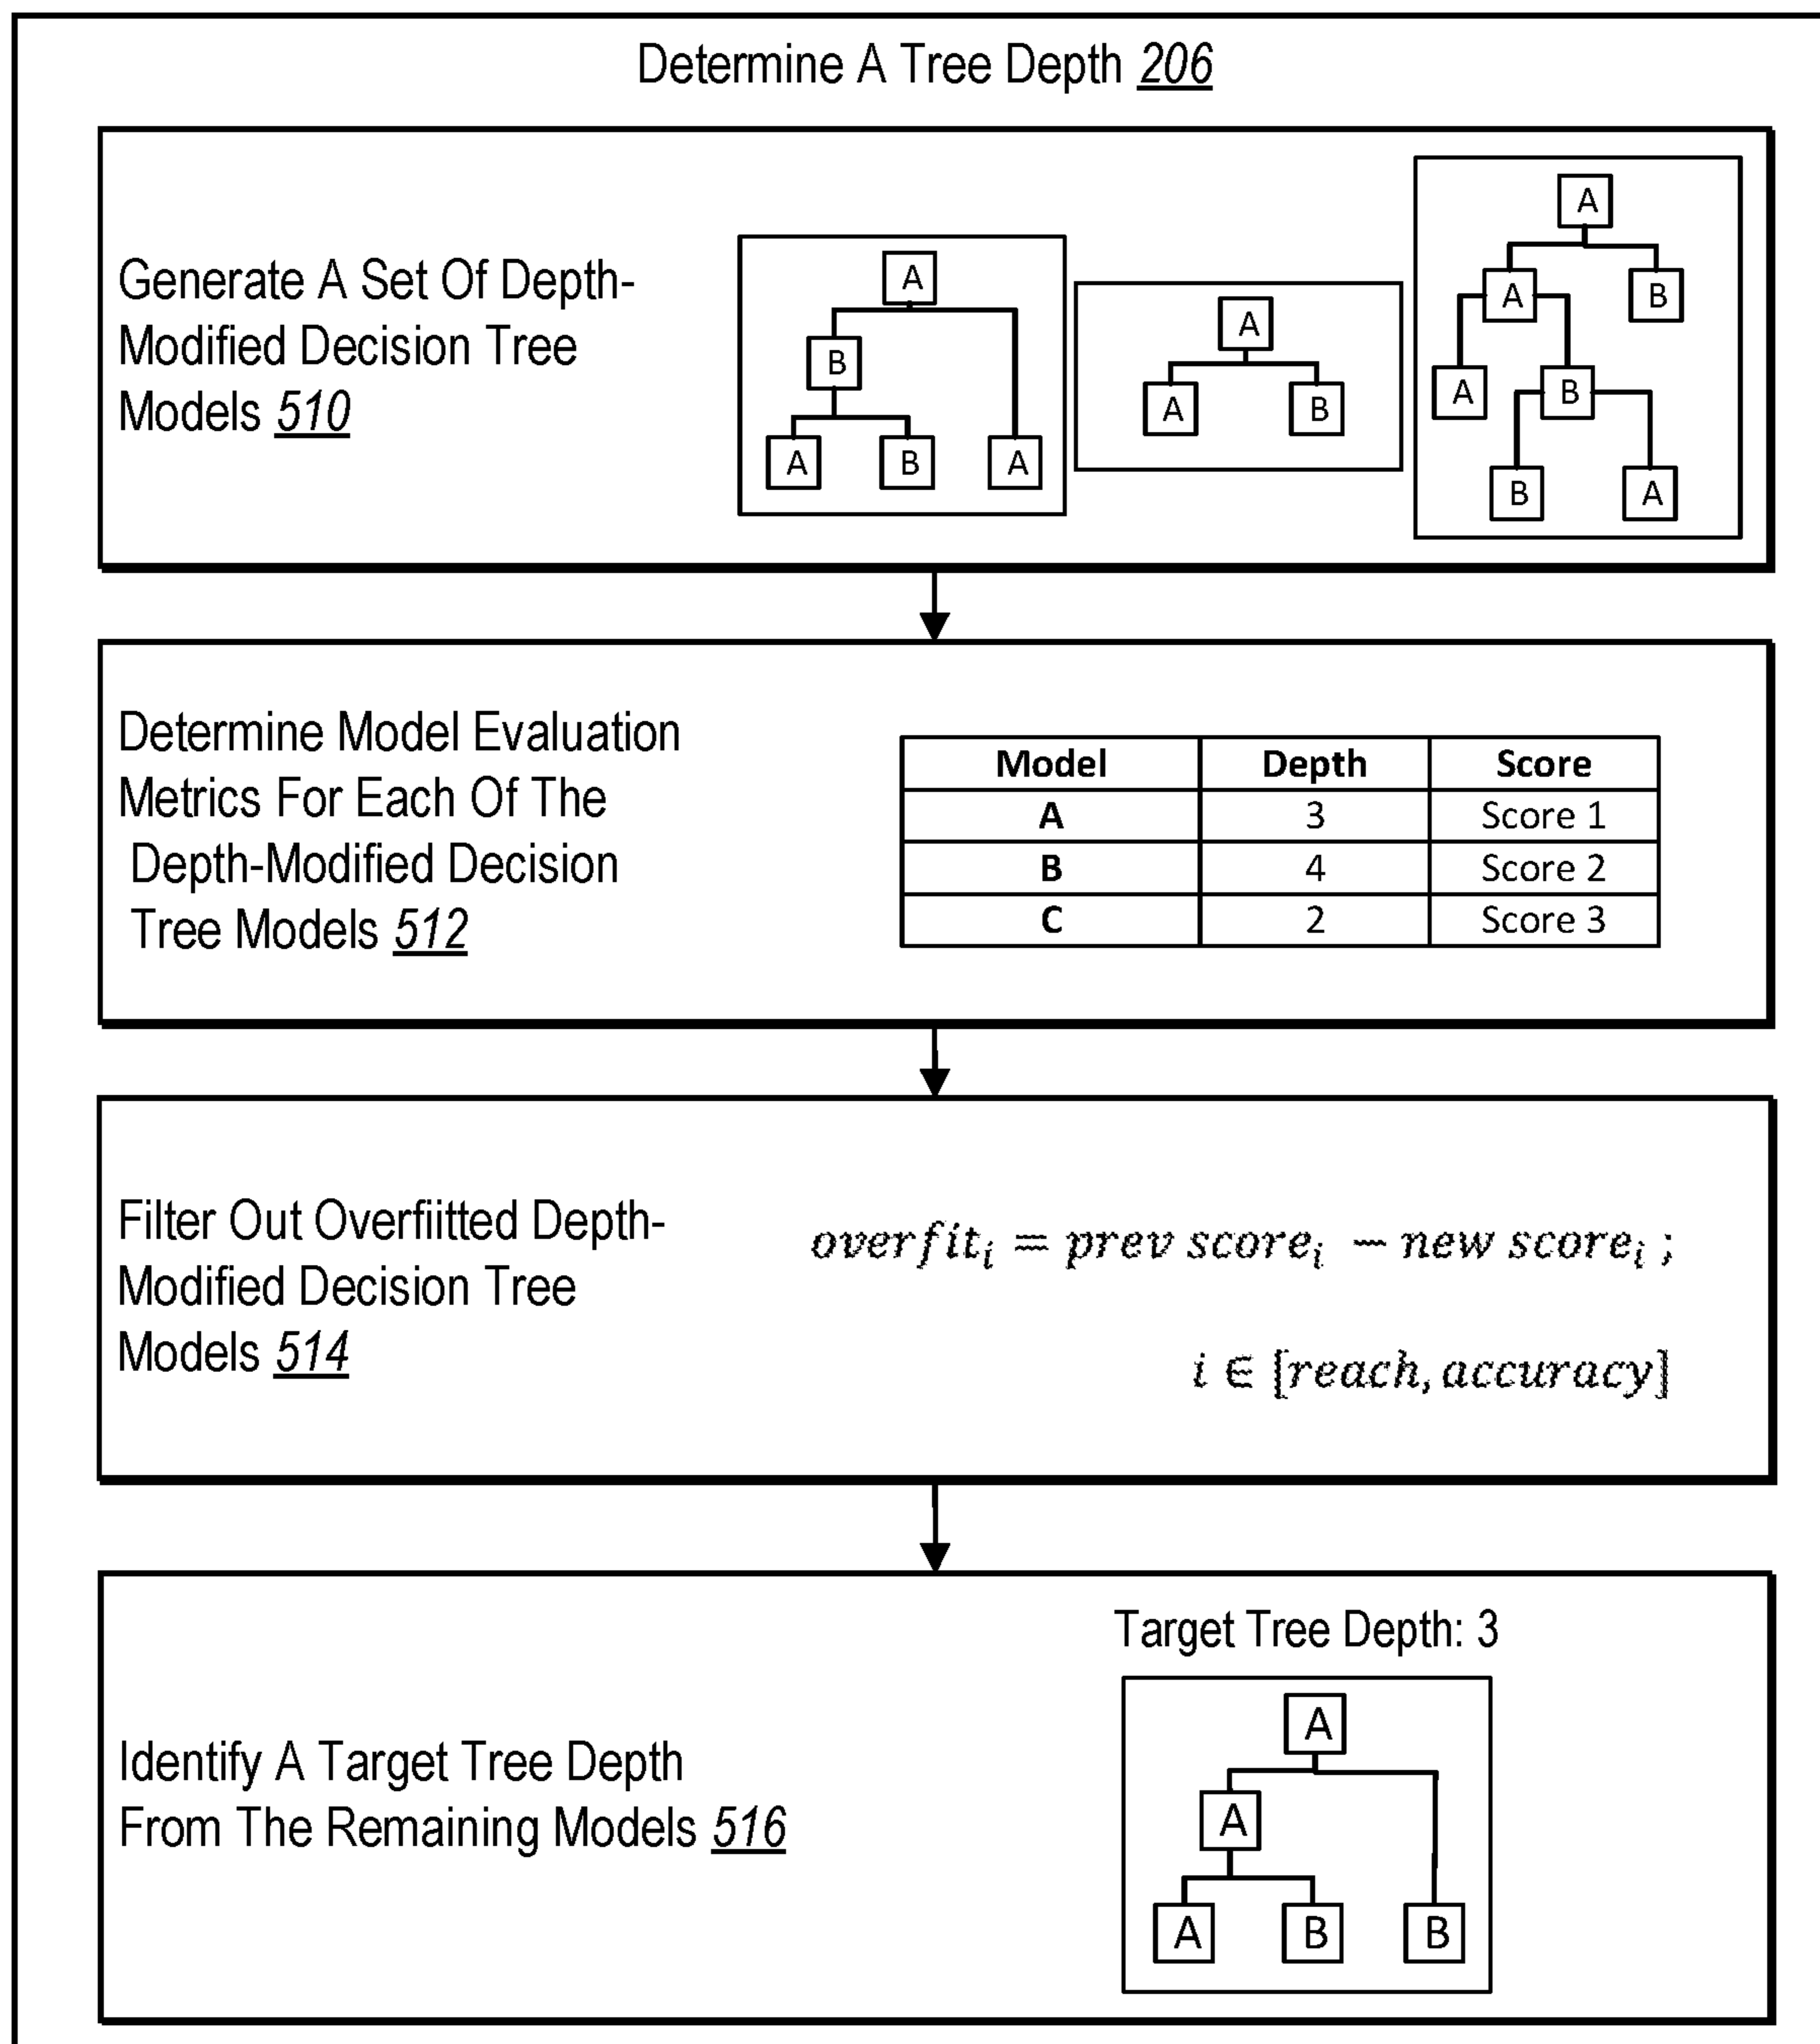 Determine A Tree Depth 206
Generate A Set Of Depth-
Modified Decision Tree
Models 510
A
B
A B A
A
A B
A
A B
A B
B A
Determine Model Evaluation
Metrics For Each Of The
Depth-Modified Decision
Tree Models 512
Model Depth Score
A 3 Score 1
B 4 Score 2
C 2 Score 3
Filter Out Overfiitted Depth-
Modified Decision Tree
Models 514
overfit_i = prev score_i − new score_i ;
i ∈ [reach, accuracy]
Identify A Target Tree Depth
From The Remaining Models 516
Target Tree Depth: 3
A
A
A B B